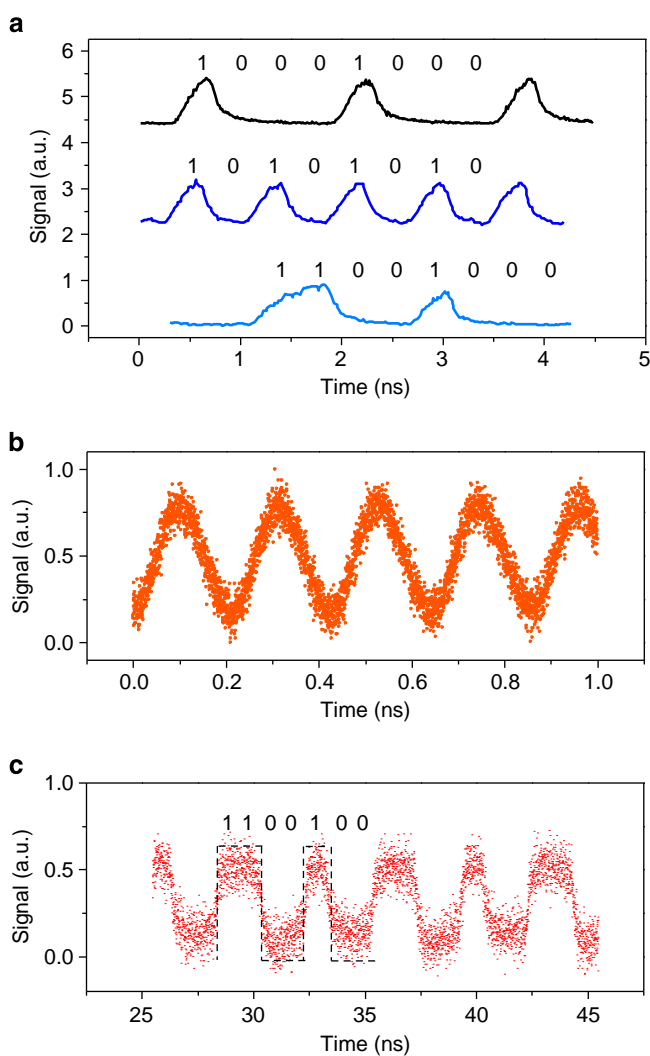 a
6
1 0 0 0 1 0 0 0
5
4
1 0 1 0 1 0 1 0
3
2
1 1 0 0 1 0 0 0
1
0
Signal (a.u.)
0 1 2 3 4 5
Time (ns)
b
1.0
0.5
0.0
Signal (a.u.)
0.0 0.2 0.4 0.6 0.8 1.0
Time (ns)
c
1.0
1 1 0 0 1 0 0
0.5
0.0
Signal (a.u.)
25 30 35 40 45
Time (ns)